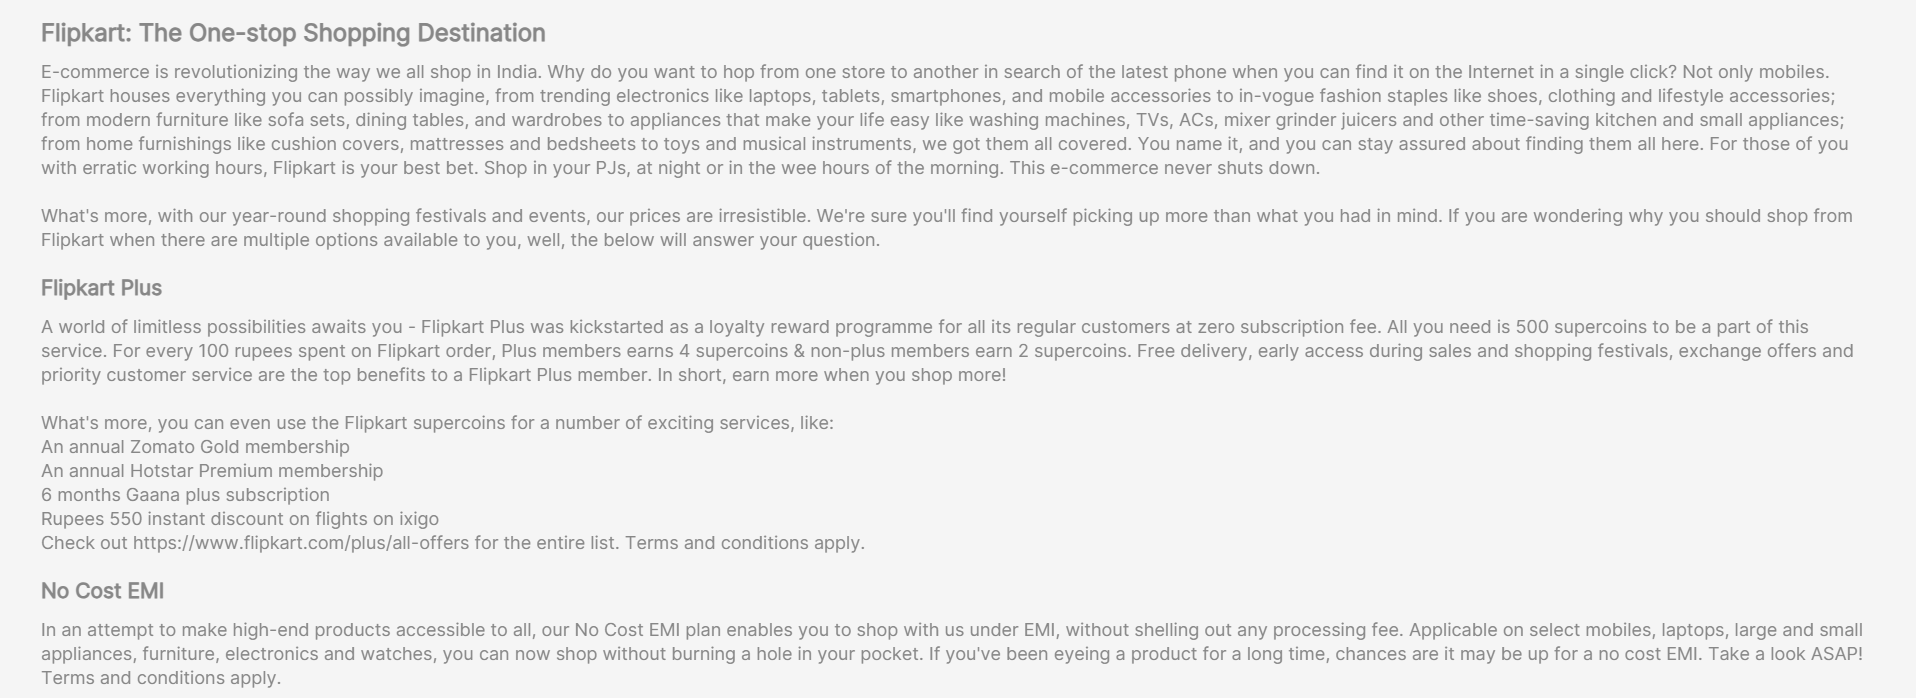 Flipkart: The One-stop Shopping Destination
E-commerce is revolutionizing the way we all shop in India. Why do you want to hop from one store to another in search of the latest phone when you can find it on the Internet in a single click? Not only mobiles.
Flipkart houses everything you can possibly imagine, from trending electronics like laptops, tablets, smartphones, and mobile accessories to in-vogue fashion staples like shoes, clothing and lifestyle accessories;
from modern furniture like sofa sets, dining tables, and wardrobes to appliances that make your life easy like washing machines, TVs, ACs, mixer grinder juicers and other time-saving kitchen and small appliances;
from home furnishings like cushion covers, mattresses and bedsheets to toys and musical instruments, we got them all covered. You name it, and you can stay assured about finding them all here. For those of you
with erratic working hours, Flipkart is your best bet. Shop in your PJs, at night or in the wee hours of the morning. This e-commerce never shuts down.
What's more, with our year-round shopping festivals and events, our prices are irresistible. We're sure you'll find yourself picking up more than what you had in mind. If you are wondering why you should shop from
Flipkart when there are multiple options available to you, well, the below will answer your question.
Flipkart Plus
A world of limitless possibilities awaits you - Flipkart Plus was kickstarted as a loyalty reward programme for all its regular customers at zero subscription fee. All you need is 500 supercoins to be a part of this
service. For every 100 rupees spent on Flipkart order, Plus members earns 4 supercoins & non-plus members earn 2 supercoins. Free delivery, early access during sales and shopping festivals, exchange offers and
priority customer service are the top benefits to a Flipkart Plus member. In short, earn more when you shop more!
What's more, you can even use the Flipkart supercoins for a number of exciting services, like:
An annual Zomato Gold membership
An annual Hotstar Premium membership
6 months Gaana plus subscription
Rupees 550 instant discount on flights on ixigo
Check out https://www.flipkart.com/plus/all-offers for the entire list. Terms and conditions apply.
No Cost EMI
In an attempt to make high-end products accessible to all, our No Cost EMI plan enables you to shop with us under EMI, without shelling out any processing fee. Applicable on select mobiles, laptops, large and small
appliances, furniture, electronics and watches, you can now shop without burning a hole in your pocket. If you've been eyeing a product for a long time, chances are it may be up for a no cost EMI. Take a look ASAP!
Terms and conditions apply.